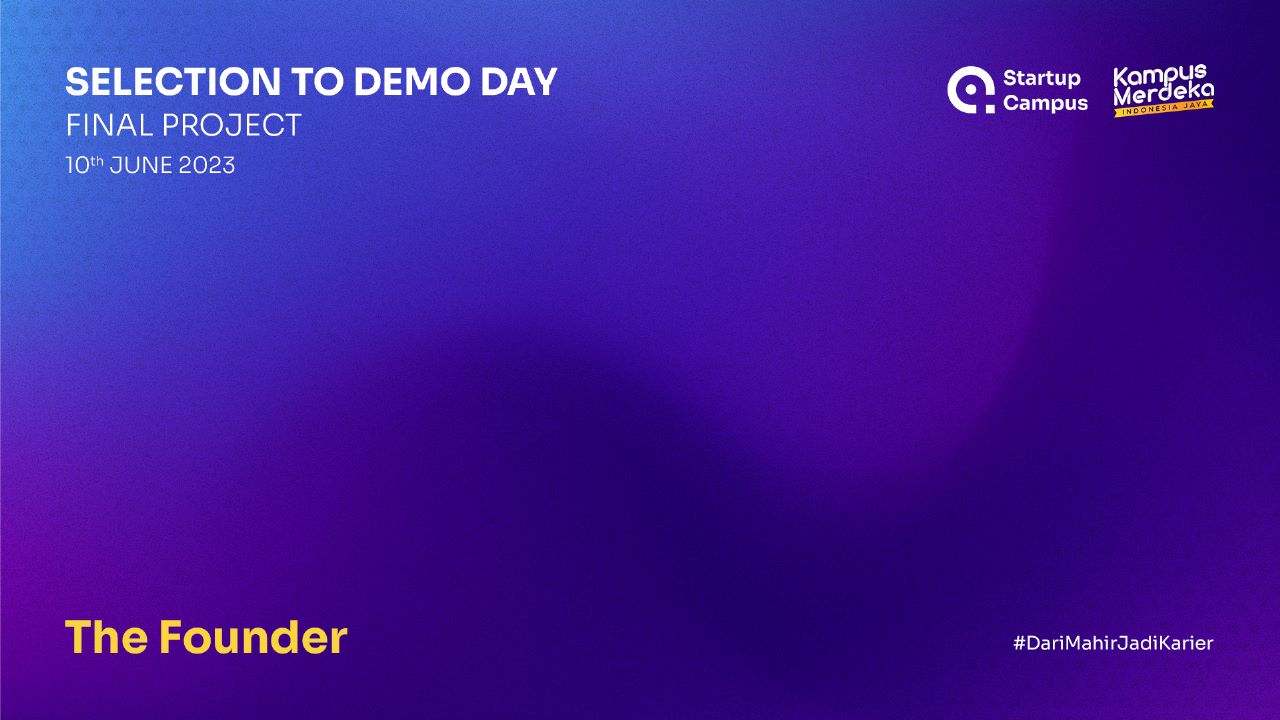 SELECTION TO DEMO DAY
FINAL PROJECT
10th JUNE 2023
Startup
Campus
Kampus
Merdeka
INDONESIA JAYA
The Founder
#DariMahirJadiKarier